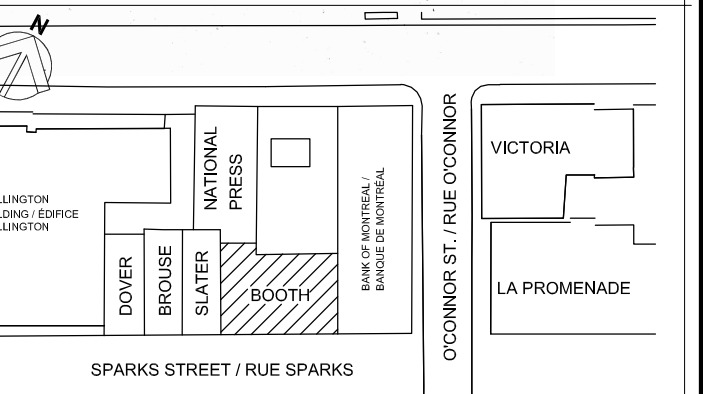 N
NATIONAL
PRESS
BANK OF MONTREAL /
BANQUE DE MONTRÉAL
O'CONNOR ST. / RUE O'CONNOR
VICTORIA
LLINGTON
LDING / ÉDIFICE
LLINGTON
DOVER
BROUSE
SLATER
BOOTH
LA PROMENADE
SPARKS STREET / RUE SPARKS